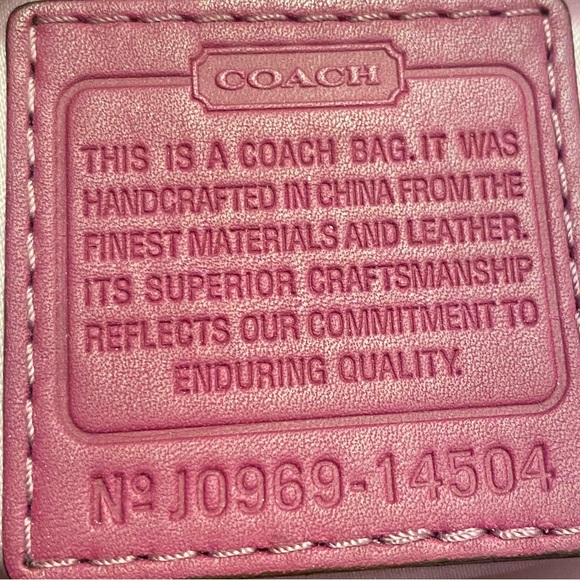 COACH
THIS IS A COACH BAG. IT WAS
HANDCRAFTED IN CHINA FROM THE
FINEST MATERIALS AND LEATHER.
ITS SUPERIOR CRAFTSMANSHIP
REFLECTS OUR COMMITMENT TO
ENDURING QUALITY.
Nº J0969-14504